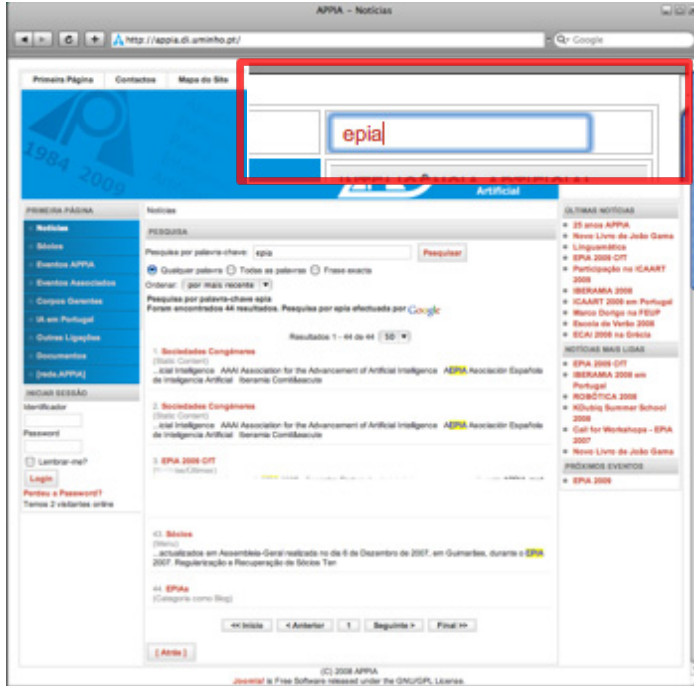 APPIA - Notícias
http://appia.di.uminho.pt/
Google
Primeira Página Contactos Mapa do Site
epia
1984 2009
INTELIGÊNCIA ARTIFICIAL
Artificial
PRIMEIRA PÁGINA
Notícias
Sócios
Eventos APPIA
Eventos Associados
Corpos Gerentes
IA em Portugal
Outras Ligações
Documentos
[rede.APPIA]
INICIAR SESSÃO
Identificador
Password
Lembrar-me?
Login
Perdeu a Password?
Temos 2 visitantes online
Notícias
PESQUISA
Pesquisa por palavra-chave: epia Pesquisar
Qualquer palavra Todas as palavras Frase exacta
Ordenar: por mais recente
Pesquisa por palavra-chave epia
Foram encontrados 44 resultados. Pesquisa por epia efectuada por Google
Resultados 1 - 44 de 44 50
1. Sociedades Congéneres
(Static Content)
...icial Intelligence AAAI Association for the Advancement of Artificial Intelligence AEPIA Asociación Española
de Inteligencia Artificial Iberamia Comit&eacute
2. Sociedades Congéneres
(Static Content)
...icial Intelligence AAAI Association for the Advancement of Artificial Intelligence AEPIA Asociación Española
de Inteligencia Artificial Iberamia Comit&eacute
3. EPIA 2009 CfT
43. Sócios
(Menu)
...actualizados em Assembleia-Geral realizada no dia 6 de Dezembro de 2007, em Guimarães, durante o EPIA
2007. Regularização e Recuperação de Sócios Ten
44. EPIAs
(Categoria como Blog)
<< Início < Anterior 1 Seguinte > Final >>
[ Atrás ]
ÚLTIMAS NOTÍCIAS
25 anos APPIA
Novo Livro de João Gama
Linguamática
EPIA 2009 CfT
Participação na ICAART
2009
IBERAMIA 2008
ICAART 2009 em Portugal
Marco Dorigo na FEUP
Escola de Verão 2008
ECAI 2008 na Grécia
NOTÍCIAS MAIS LIDAS
EPIA 2009 CfT
IBERAMIA 2008 em
Portugal
ROBÓTICA 2008
KDubiq Summer School
2008
Call for Workshops - EPIA
2007
Novo Livro de João Gama
PRÓXIMOS EVENTOS
EPIA 2009
(C) 2008 APPIA
Joomla! is Free Software released under the GNU/GPL License.